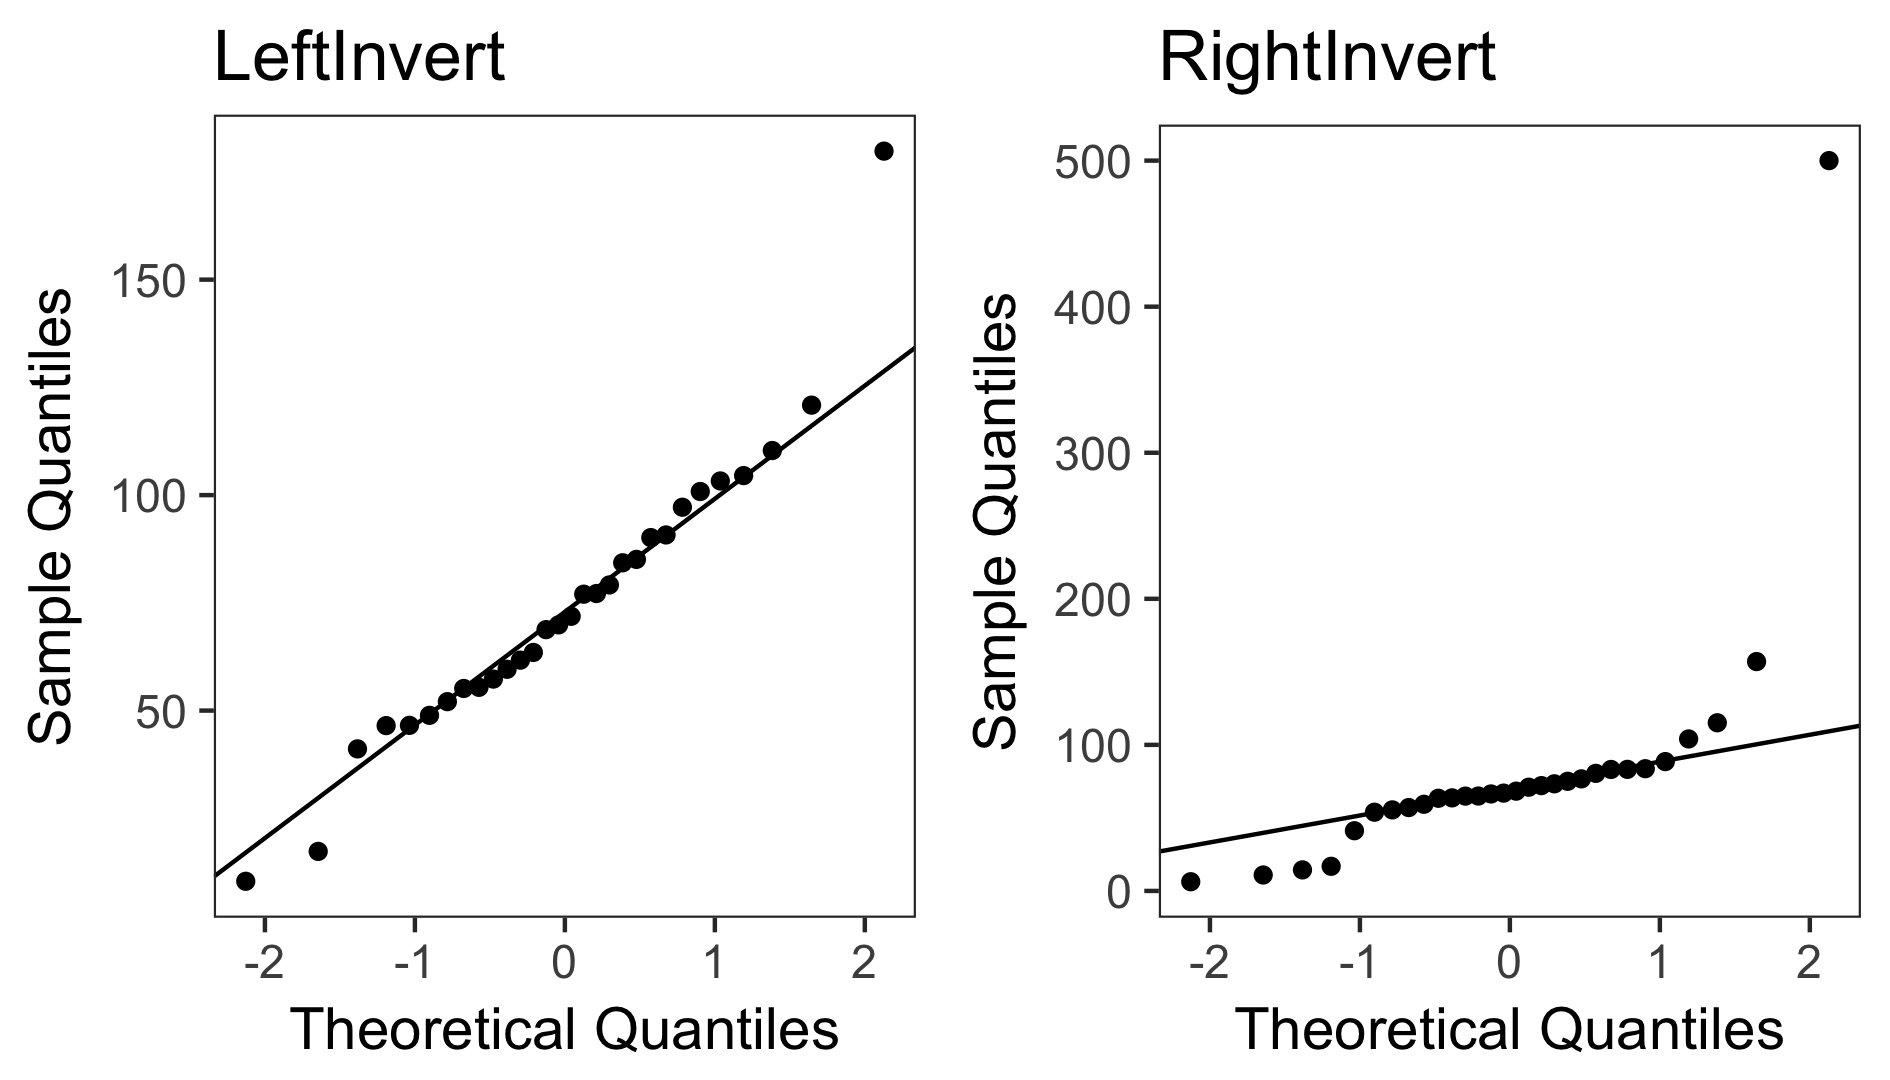 LeftInvert
Sample Quantiles
150
100
50
-2 -1 0 1 2
Theoretical Quantiles
RightInvert
Sample Quantiles
500
400
300
200
100
0
-2 -1 0 1 2
Theoretical Quantiles